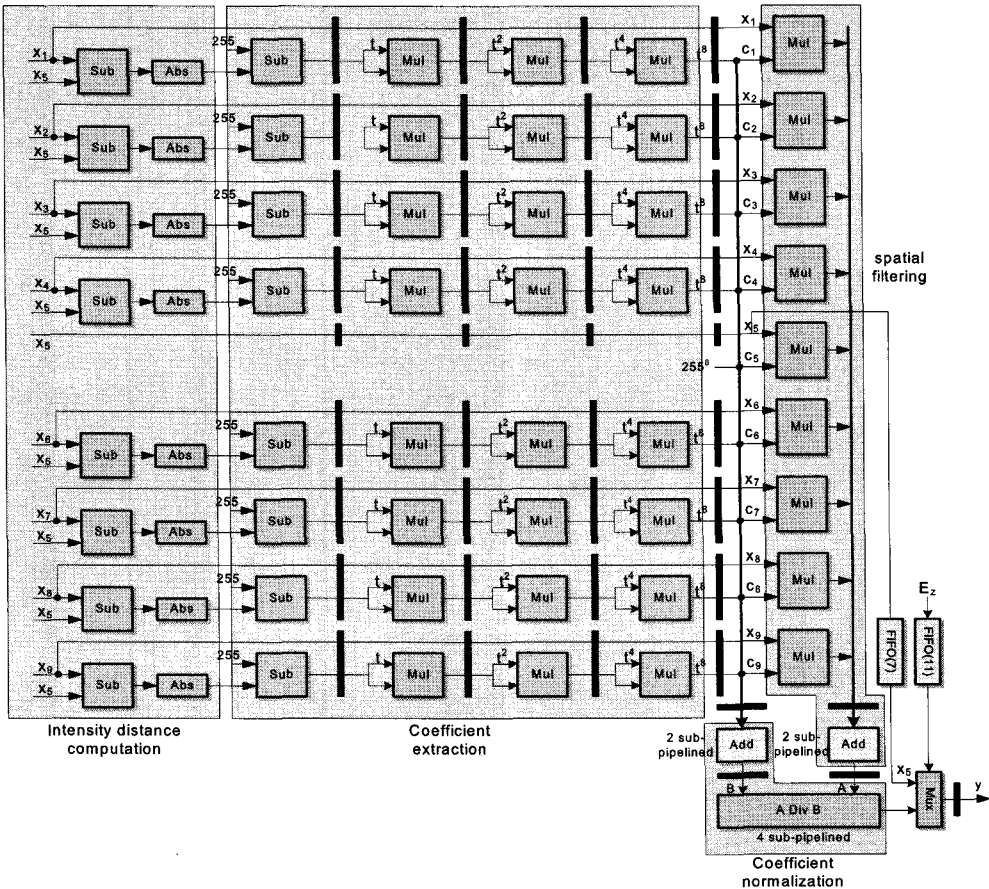 X1
X5
Sub
Abs
255
Sub
t
Mul
t2
Mul
t4
Mul
t8
X1
C1
Mul
X2
X5
Sub
Abs
255
Sub
t
Mul
t2
Mul
t4
Mul
t8
X2
C2
Mul
X3
X5
Sub
Abs
255
Sub
t
Mul
t2
Mul
t4
Mul
t8
X3
C3
Mul
X4
X5
Sub
Abs
255
Sub
t
Mul
t2
Mul
t4
Mul
t8
X4
C4
Mul
spatial
filtering
X5
X5
2558
C5
Mul
X6
X5
Sub
Abs
255
Sub
t
Mul
t2
Mul
t4
Mul
t8
X6
C6
Mul
X7
X5
Sub
Abs
255
Sub
t
Mul
t2
Mul
t4
Mul
t8
X7
C7
Mul
X8
X5
Sub
Abs
255
Sub
t
Mul
t2
Mul
t4
Mul
t8
X8
C8
Mul
Ez
X9
X5
Sub
Abs
255
Sub
t
Mul
t2
Mul
t4
Mul
t8
X9
C9
Mul
FIFO(7)
FIFO(11)
Intensity distance
computation
Coefficient
extraction
2 sub-
pipelined
Add
2 sub-
pipelined
Add
X5
B
A
A Div B
4 sub-pipelined
Mux
y
Coefficient
normalization